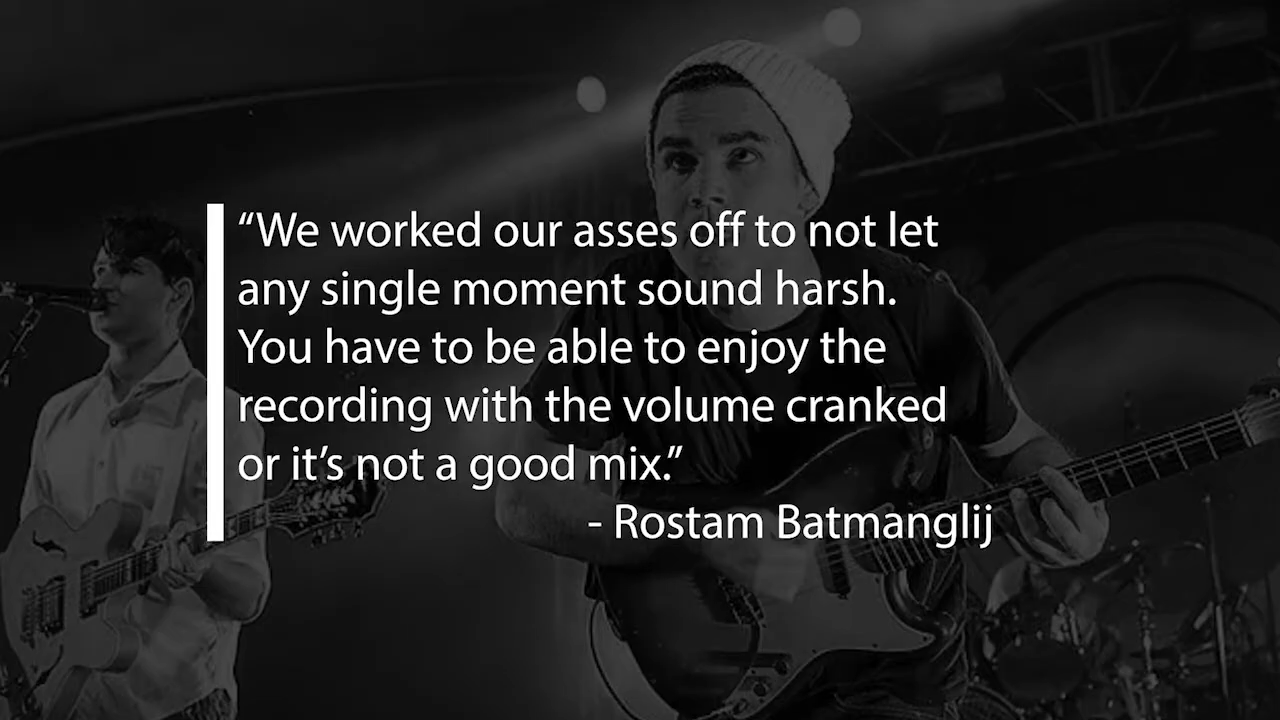 “We worked our asses off to not let
any single moment sound harsh.
You have to be able to enjoy the
recording with the volume cranked
or it’s not a good mix.”
- Rostam Batmanglij